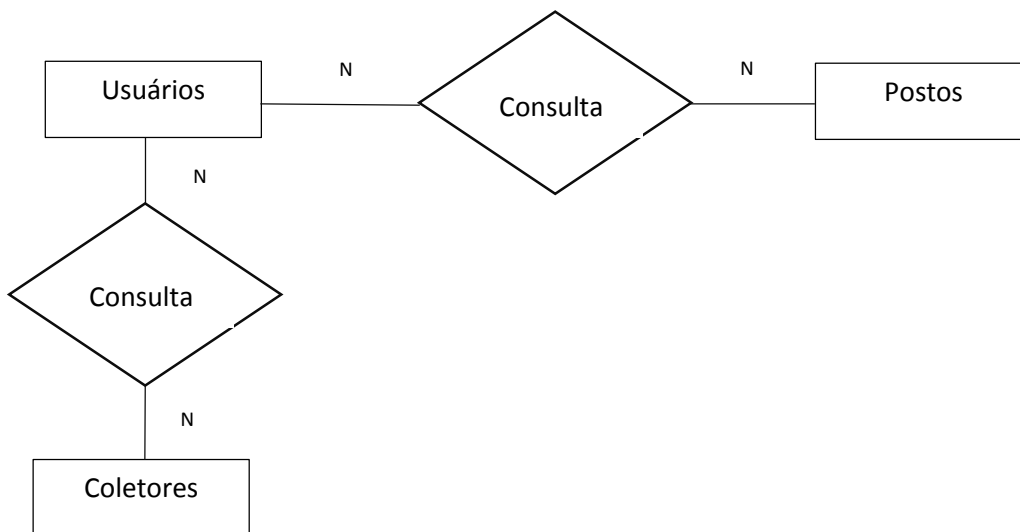 N
N
Usuários
Consulta
Postos
N
Consulta
N
Coletores